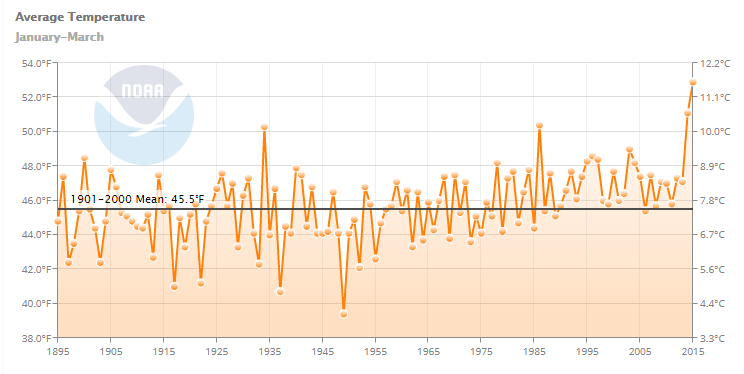 Average Temperature
January-March
54.0°F 12.2°C
NOAA
52.0°F 11.1°C
50.0°F 10.0°C
48.0°F 8.9°C
1901-2000 Mean: 45.5°F
46.0°F 7.8°C
44.0°F 6.7°C
42.0°F 5.6°C
40.0°F 4.4°C
38.0°F 3.3°C
1895 1905 1915 1925 1935 1945 1955 1965 1975 1985 1995 2005 2015